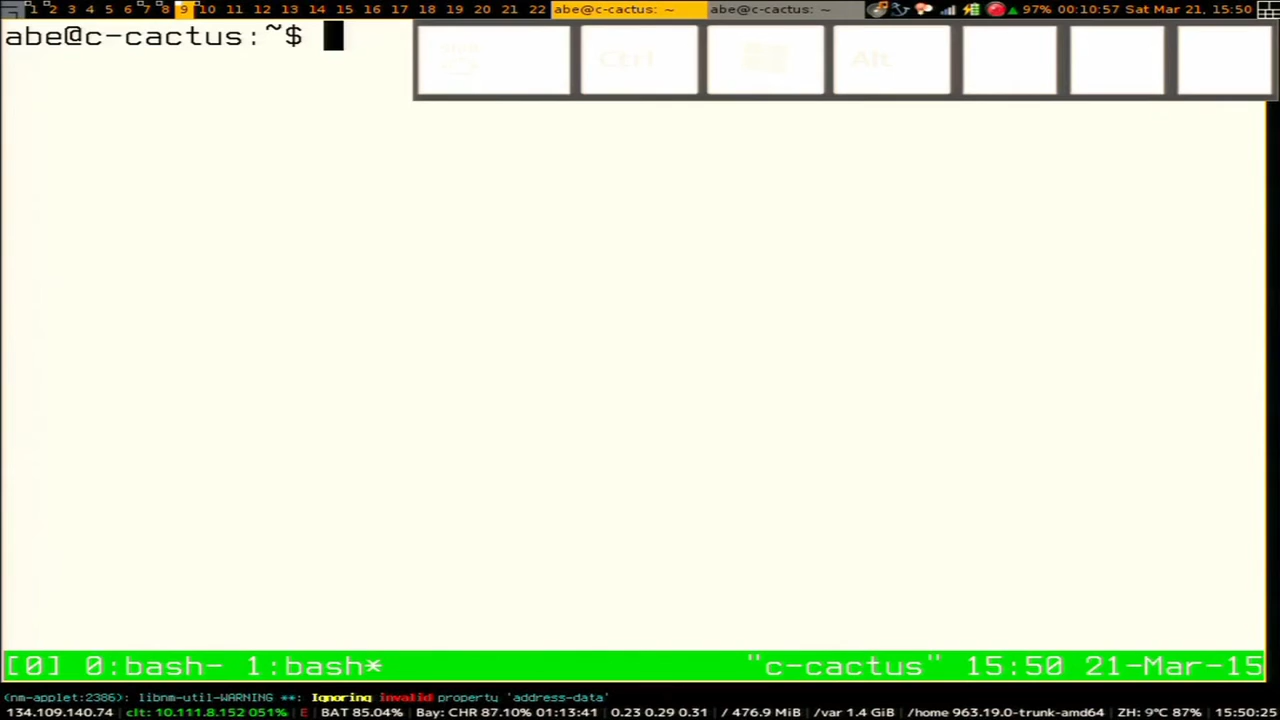 1 2 3 4 5 6 7 8 9 10 11 12 13 14 15 16 17 18 19 20 21 22 abe@c-cactus: ~ abe@c-cactus: ~ 97% 00:10:57 Sat Mar 21, 15:50
abe@c-cactus:~$
Shift Ctrl Alt
[0] 0:bash- 1:bash* "c-cactus" 15:50 21-Mar-15
(nm-applet:2386): libnm-util-WARNING **: Ignoring invalid property 'address-data'
134.109.140.74 | clt: 10.111.8.152 051% | E | BAT 85.04% | Bay: CHR 87.10% 01:13:41 | 0.23 0.29 0.31 | / 476.9 MiB | /var 1.4 GiB | /home 963.19.0-trunk-amd64 | ZH: 9°C 87% | 15:50:25